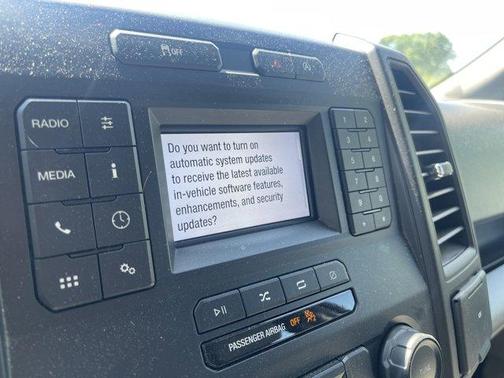 OFF
RADIO
MEDIA
i
Do you want to turn on
automatic system updates
to receive the latest available
in-vehicle software features,
enhancements, and security
updates?
1 2
3 4
5 6
7 8
9 0
* #
PASSENGER AIRBAG OFF